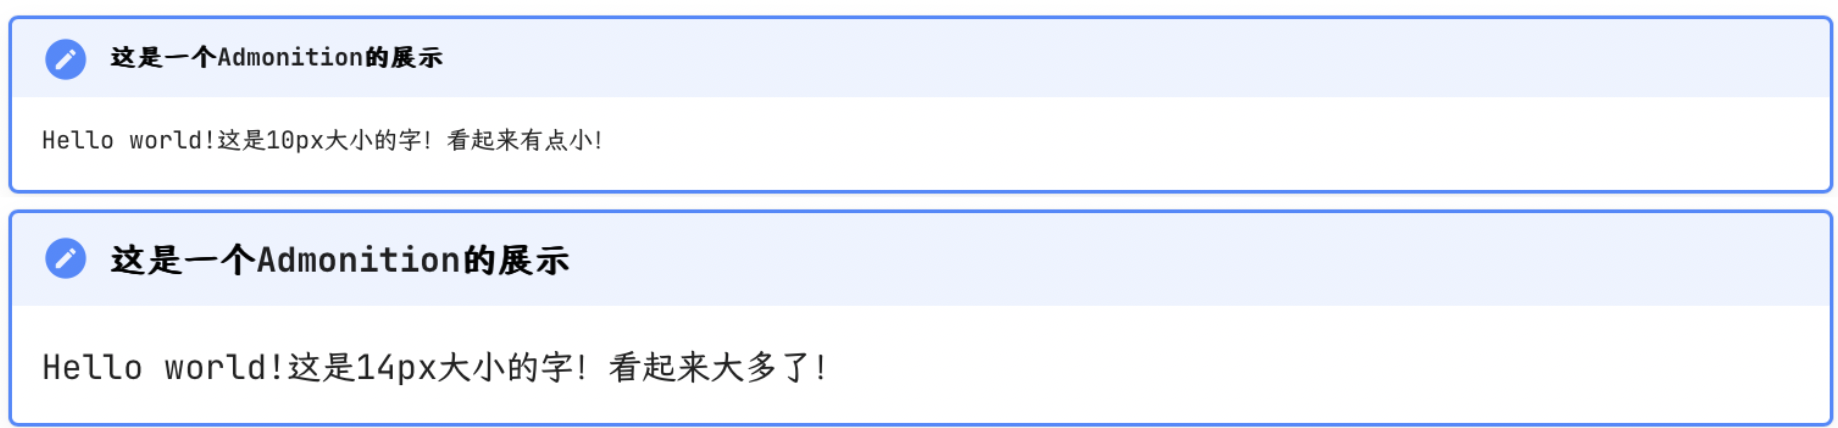 这是一个Admonition的展示
Hello world!这是10px大小的字！看起来有点小！
这是一个Admonition的展示
Hello world!这是14px大小的字！看起来大多了！